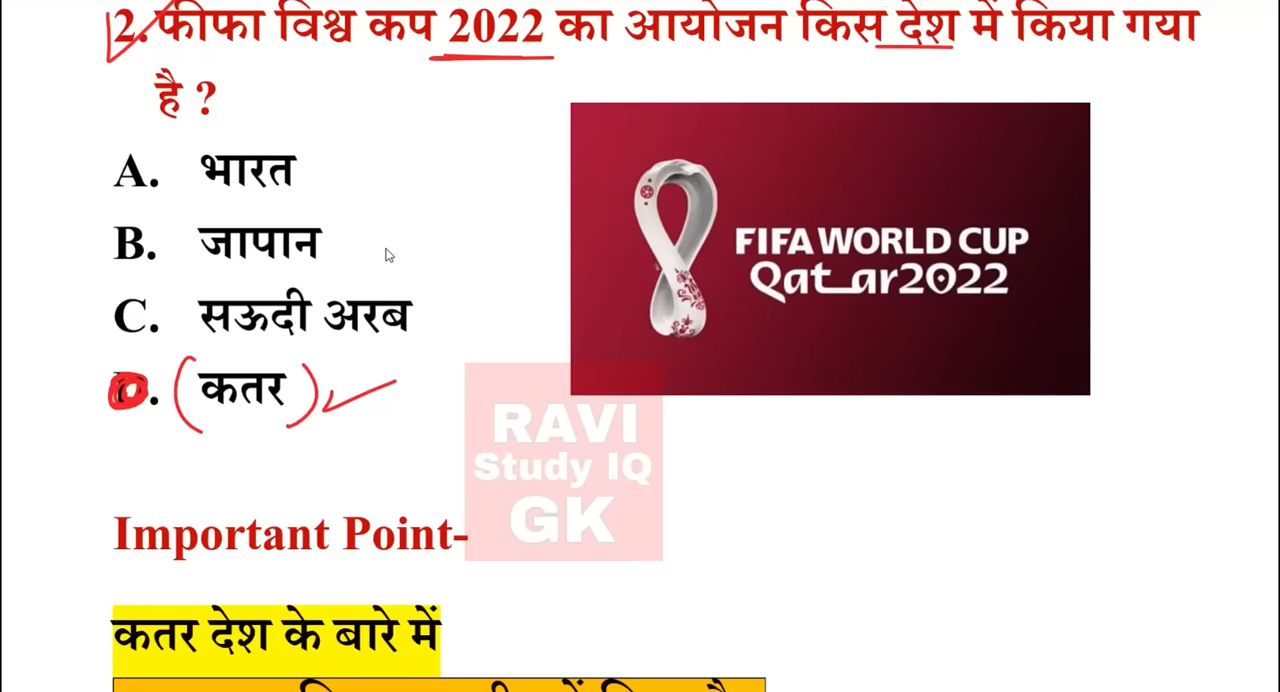 2. फीफा विश्व कप 2022 का आयोजन किस देश में किया गया
है ?
A. भारत
B. जापान
C. सऊदी अरब
D. (कतर)
FIFA WORLD CUP
Qatar2022
RAVI
Study IQ
GK
Important Point-
कतर देश के बारे में